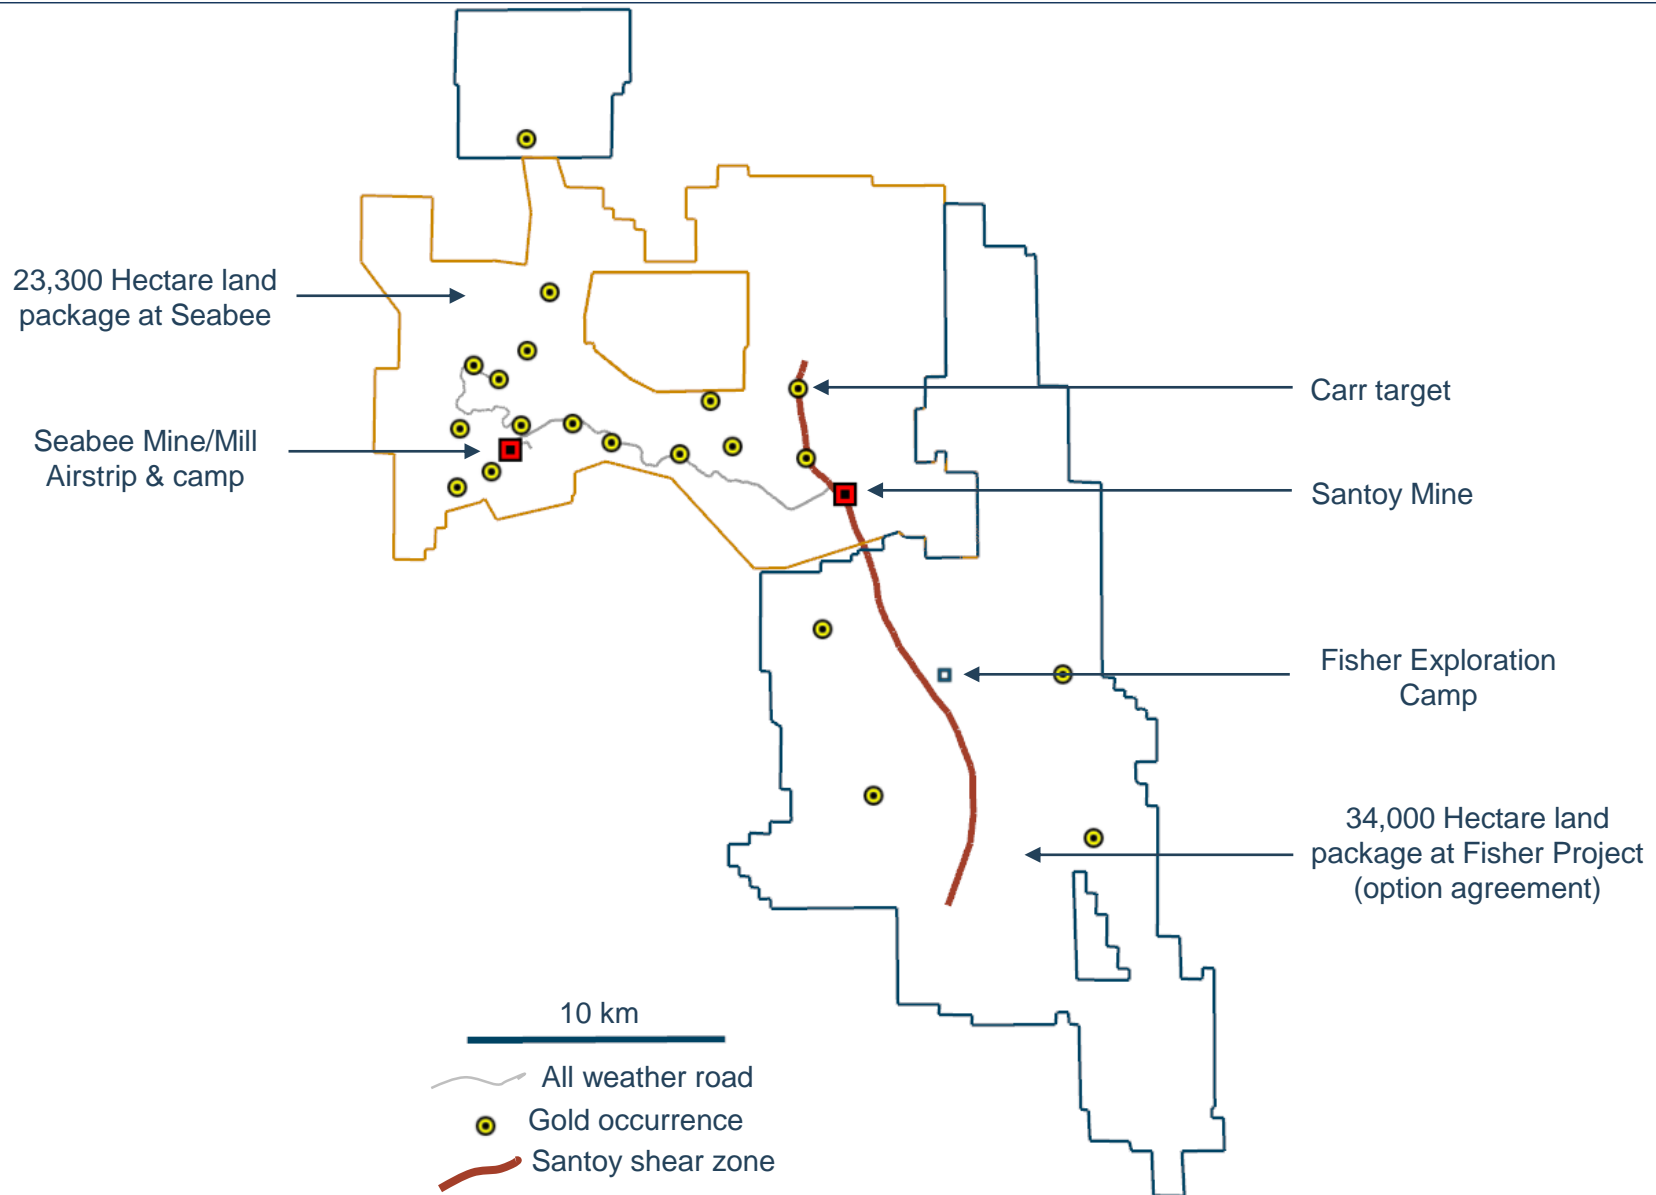 23,300 Hectare land
package at Seabee
Seabee Mine/Mill
Airstrip & camp
Carr target
Santoy Mine
Fisher Exploration
Camp
34,000 Hectare land
package at Fisher Project
(option agreement)
10 km
All weather road
Gold occurrence
Santoy shear zone